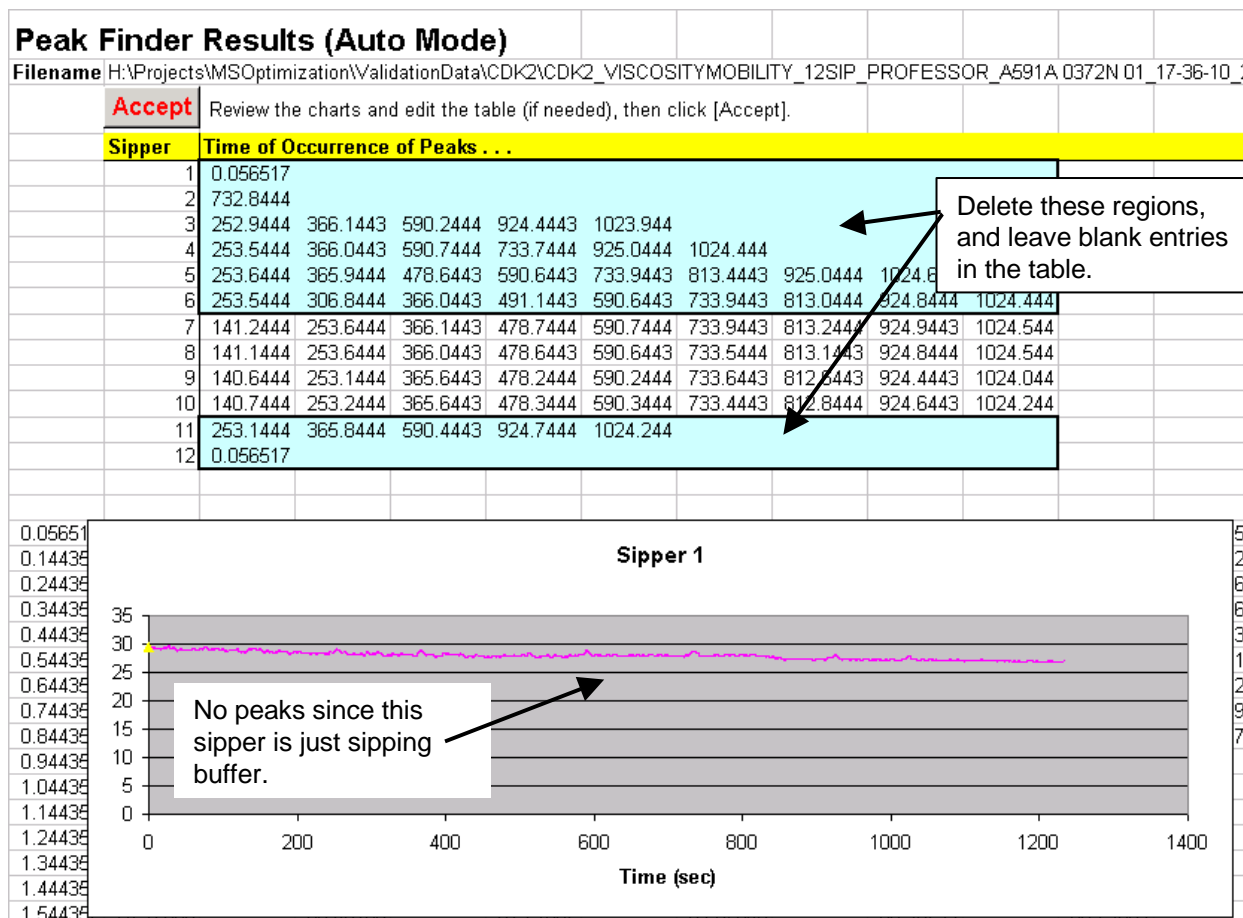 Peak Finder Results (Auto Mode)
Filename H:\Projects\MSOptimization\ValidationData\CDK2\CDK2_VISCOSITYMOBILITY_12SIP_PROFESSOR_A591A 0372N 01_17-36-10_
Accept Review the charts and edit the table (if needed), then click [Accept].
Sipper Time of Occurrence of Peaks . . .
1 0.056517
2 732.8444
3 252.9444 366.1443 590.2444 924.4443 1023.944
4 253.5444 366.0443 590.7444 733.7444 925.0444 1024.444
5 253.6444 365.9444 478.6443 590.6443 733.9443 813.4443 925.0444
6 253.5444 306.8444 366.0443 491.1443 590.6443 733.9443 813.0444 924.8444 1024.444
7 141.2444 253.6444 366.1443 478.7444 590.7444 733.9443 813.2444 924.9443 1024.544
8 141.1444 253.6444 366.0443 478.6443 590.6443 733.5444 813.1443 924.8444 1024.544
9 140.6444 253.1444 365.6443 478.2444 590.2444 733.6443 924.4443 1024.044
10 140.7444 253.2444 365.6443 478.3444 590.3444 733.4443 812.8444 924.6443 1024.244
11 253.1444 365.8444 590.4443 924.7444 1024.244
12 0.056517
Delete these regions,
and leave blank entries
in the table.
0.05651
0.14435
0.24435
0.34435
0.44435
0.54435
0.64435
0.74435
0.84435
0.94435
1.04435
1.14435
1.24435
1.34435
1.44435
1.54435
Sipper 1
35
30
25
20
15
10
5
0
No peaks since this
sipper is just sipping
buffer.
0 200 400 600 800 1000 1200 1400
Time (sec)